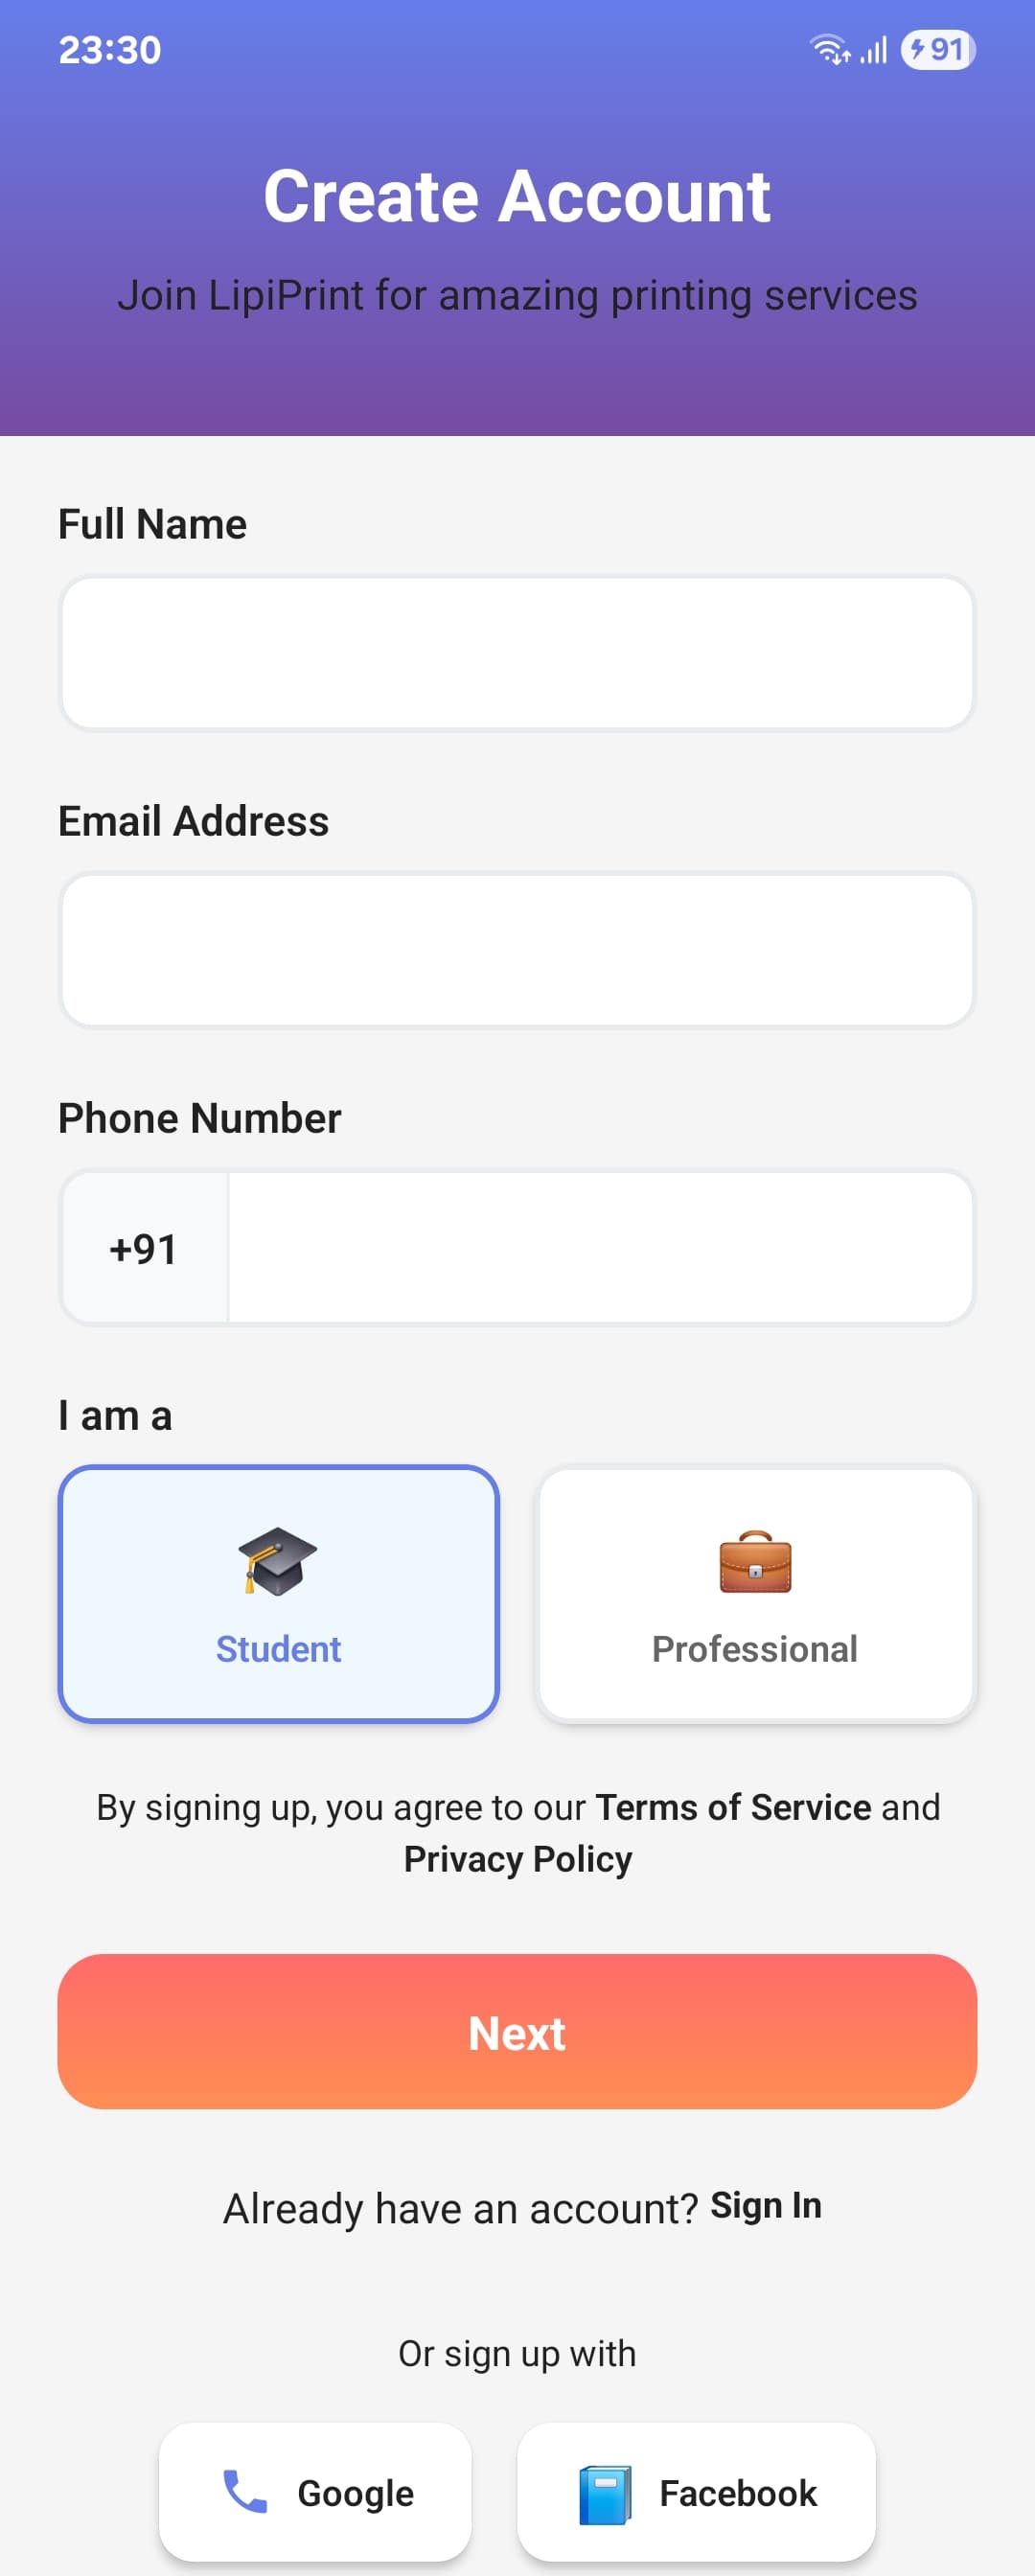 23:30
91
Create Account
Join LipiPrint for amazing printing services
Full Name
Email Address
Phone Number
+91
I am a
Student
Professional
By signing up, you agree to our Terms of Service and
Privacy Policy
Next
Already have an account? Sign In
Or sign up with
Google
Facebook